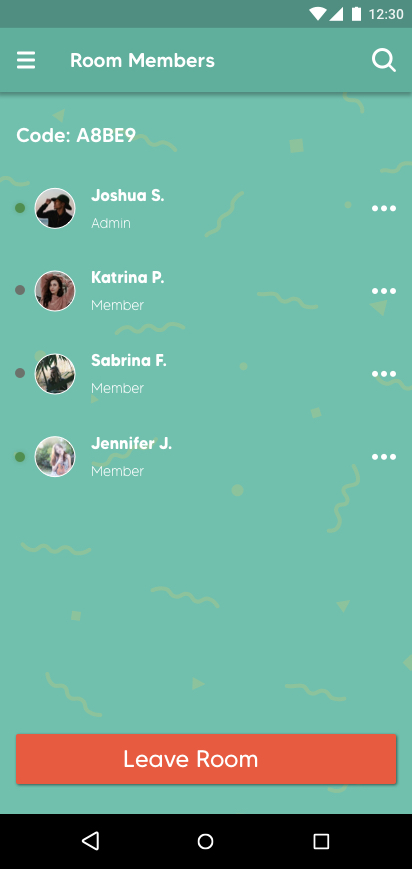 12:30
Room Members
Code: A8BE9
Joshua S.
Admin
Katrina P.
Member
Sabrina F.
Member
Jennifer J.
Member
Leave Room